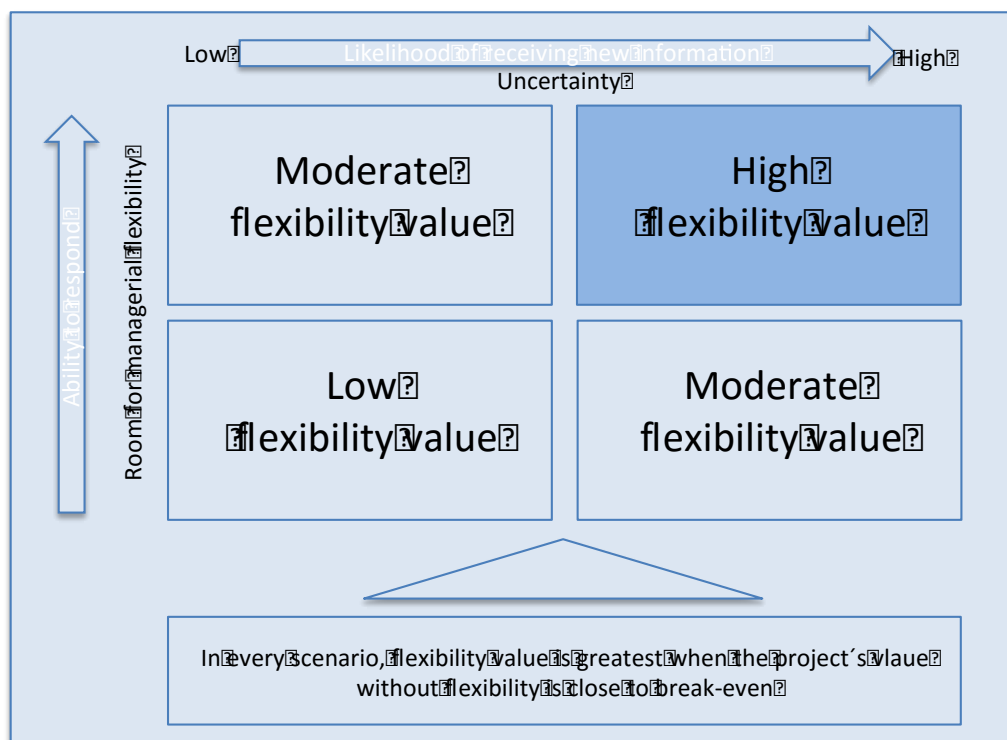 Low
Likelihood of receiving new information
High
Uncertainty
Ability to respond
Room for managerial flexibility
Moderate
flexibility value
High
flexibility value
Low
flexibility value
Moderate
flexibility value
In every scenario, flexibility value is greatest when the project´s vlaue
without flexibility is close to break-even